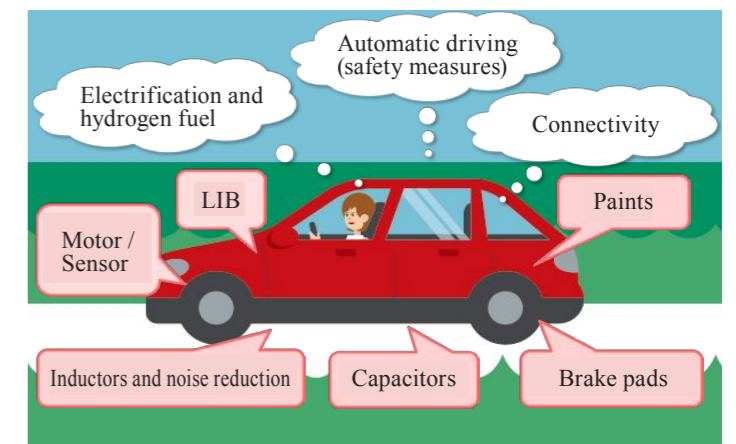 Automatic driving
(safety measures)
Electrification and
hydrogen fuel
Connectivity
LIB
Paints
Motor /
Sensor
Inductors and noise reduction
Capacitors
Brake pads